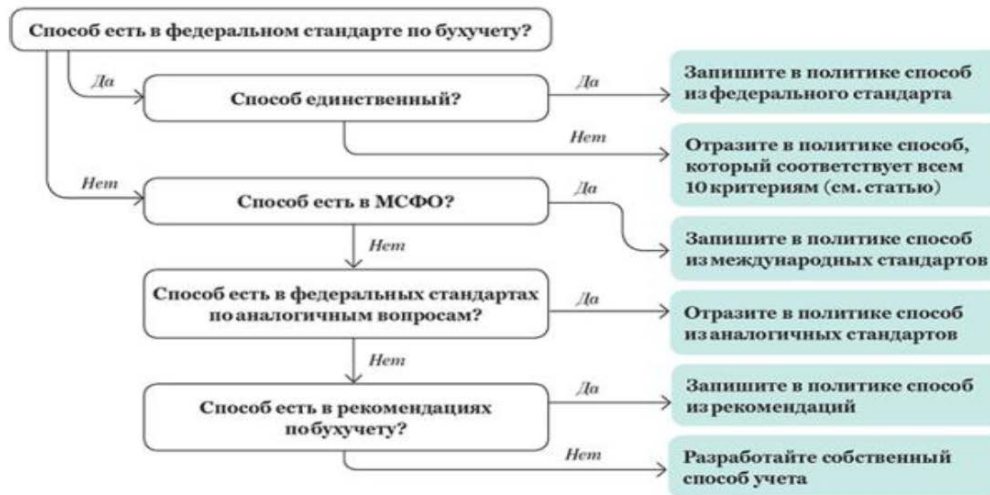 Способ есть в федеральном стандарте по бухучету?
Да
Способ единственный?
Да
Запишите в политике способ
из федерального стандарта
Нет
Отразите в политике способ,
который соответствует всем
10 критериям (см. статью)
Нет
Способ есть в МСФО?
Да
Запишите в политике способ
из международных стандартов
Нет
Способ есть в федеральных стандартах
по аналогичным вопросам?
Да
Отразите в политике способ
из аналогичных стандартов
Нет
Способ есть в рекомендациях
по бухучету?
Да
Запишите в политике способ
из рекомендаций
Нет
Разработайте собственный
способ учета